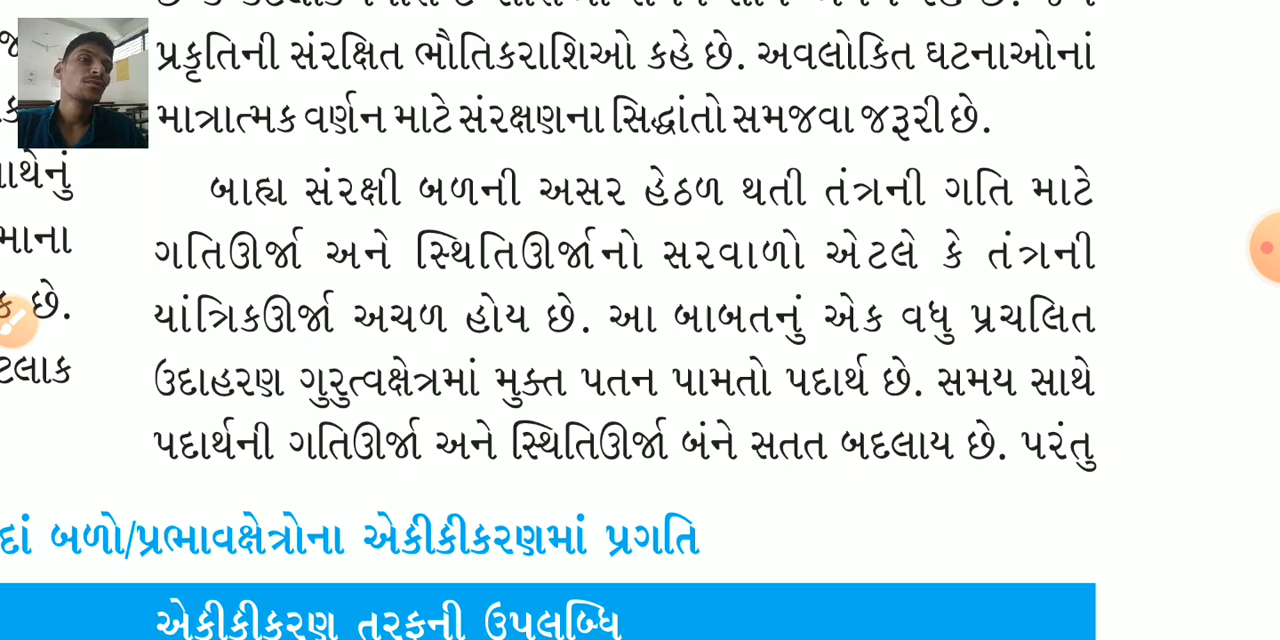 પ્રકૃતિની સંરક્ષિત ભૌતિકરાશિઓ કહે છે. અવલોકિત ઘટનાઓનાં
માત્રાત્મક વર્ણન માટે સંરક્ષણના સિદ્ધાંતો સમજવા જરૂરી છે.
બાહ્ય સંરક્ષી બળની અસર હેઠળ થતી તંત્રની ગતિ માટે
ગતિઊર્જા અને સ્થિતિઊર્જાનો સરવાળો એટલે કે તંત્રની
યાંત્રિકઊર્જા અચળ હોય છે. આ બાબતનું એક વધુ પ્રચલિત
ઉદાહરણ ગુરુત્વક્ષેત્રમાં મુક્ત પતન પામતો પદાર્થ છે. સમય સાથે
પદાર્થની ગતિઊર્જા અને સ્થિતિઊર્જા બંને સતત બદલાય છે. પરંતુ
છે.
બળો/પ્રભાવક્ષેત્રોના એકીકીકરણમાં પ્રગતિ
એકીકીકરણ તરફની ઉપલબ્ધિ